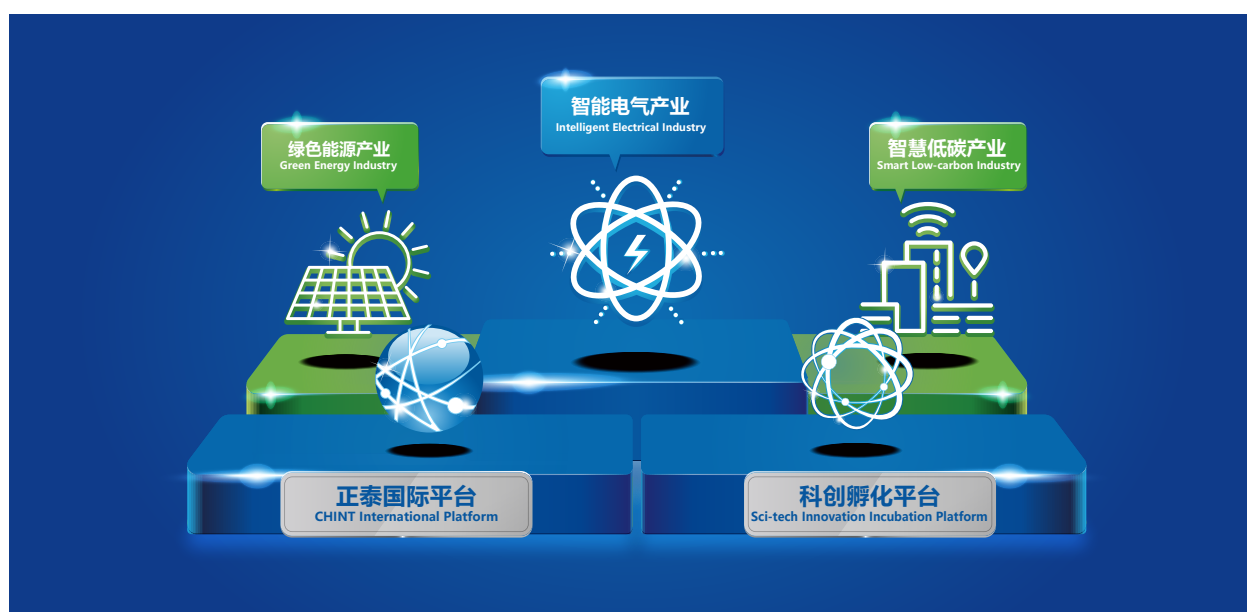 智能电气产业
Intelligent Electrical Industry
绿色能源产业
Green Energy Industry
智慧低碳产业
Smart Low-carbon Industry
正泰国际平台
CHINT International Platform
科创孵化平台
Sci-tech Innovation Incubation Platform